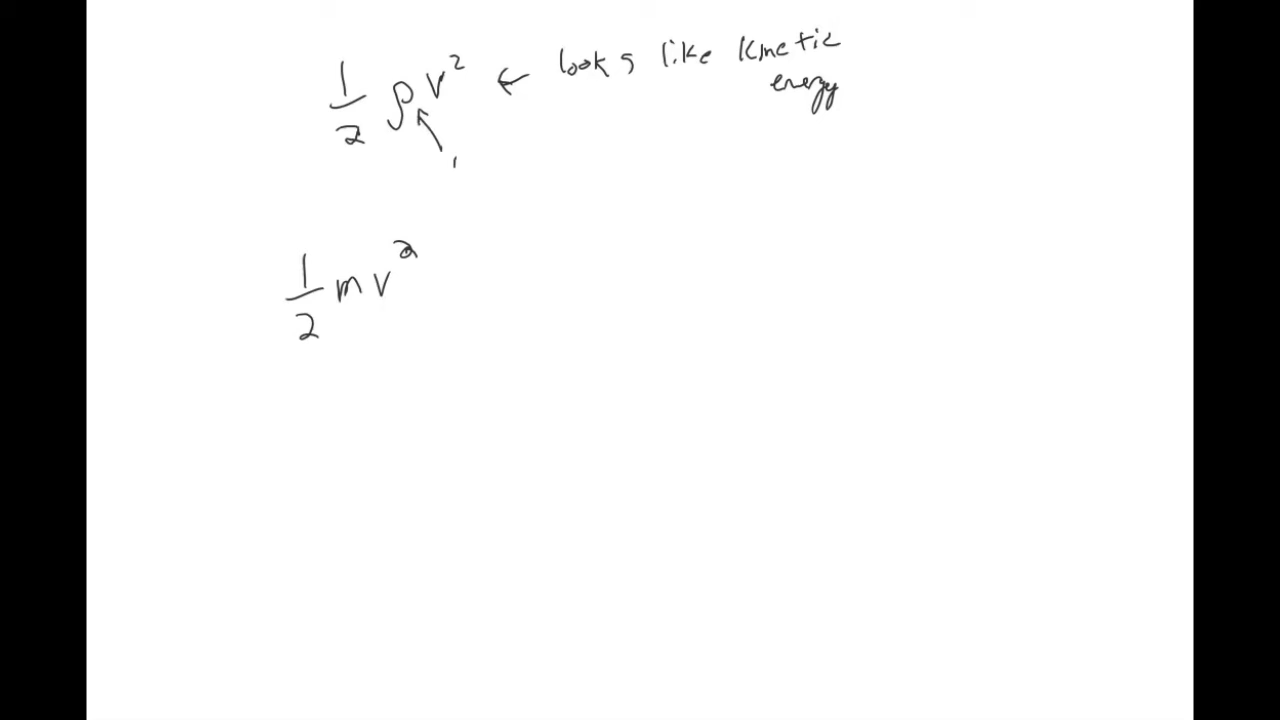 1/2 ρv² ← looks like kinetic
energy
1/2 mv²